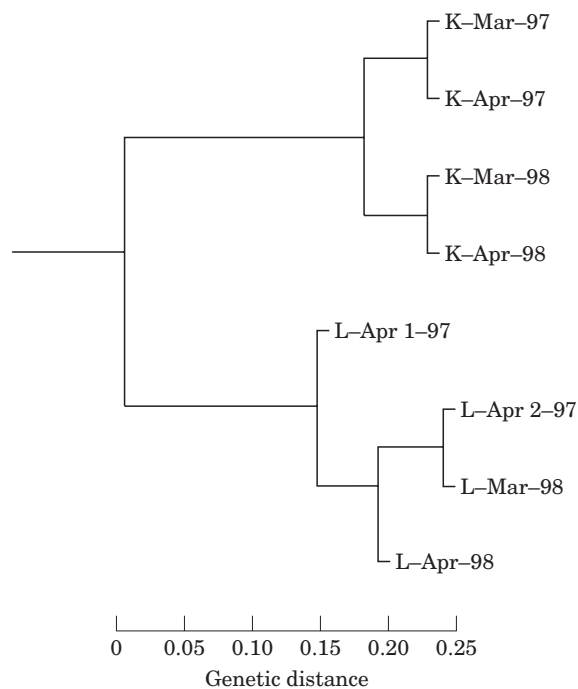 K–Mar–97
K–Apr–97
K–Mar–98
K–Apr–98
L–Apr 1–97
L–Apr 2–97
L–Mar–98
L–Apr–98
0 0.05 0.10 0.15 0.20 0.25
Genetic distance